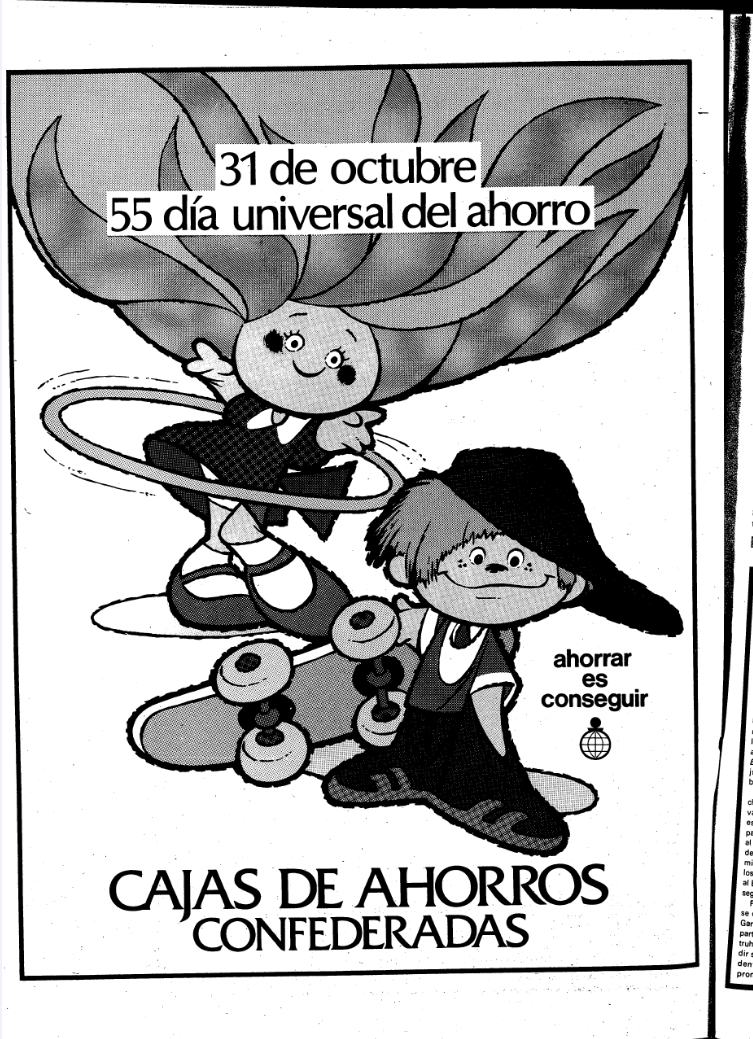 31 de octubre
55 día universal del ahorro
ahorrar
es
conseguir
CAJAS DE AHORROS
CONFEDERADAS